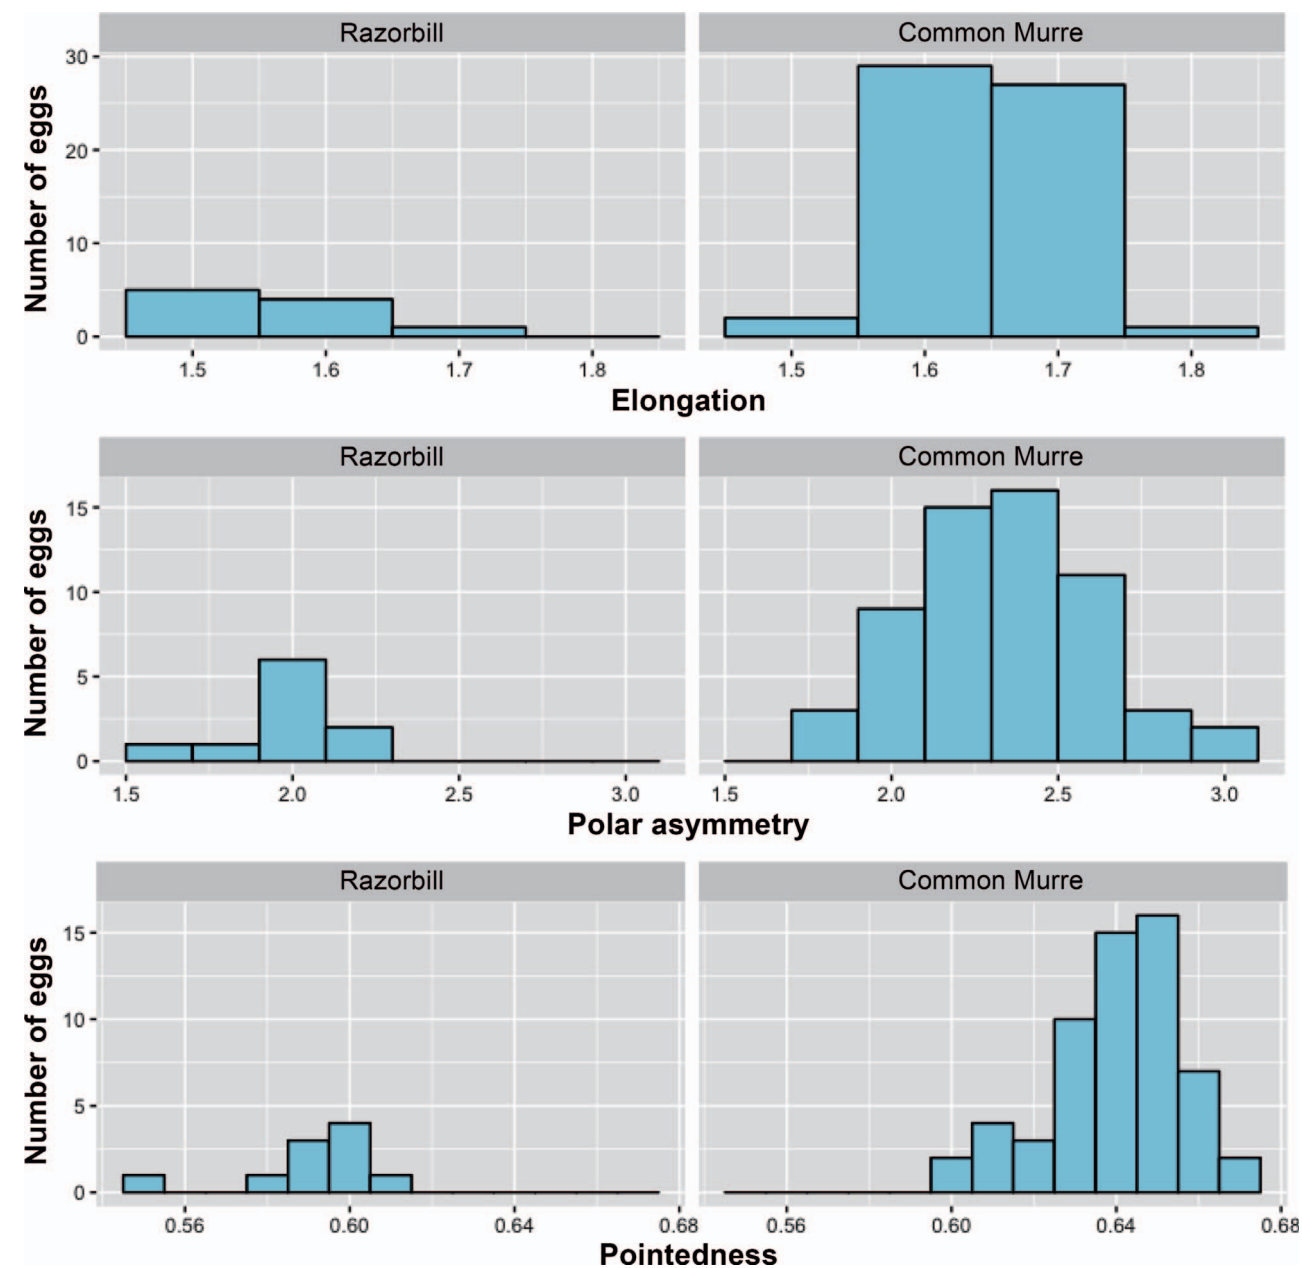 Razorbill
Common Murre
Number of eggs
30
20
10
0
1.5 1.6 1.7 1.8
1.5 1.6 1.7 1.8
Elongation
Razorbill
Common Murre
Number of eggs
15
10
5
0
1.5 2.0 2.5 3.0
1.5 2.0 2.5 3.0
Polar asymmetry
Razorbill
Common Murre
Number of eggs
15
10
5
0
0.56 0.60 0.64 0.68
0.56 0.60 0.64 0.68
Pointedness